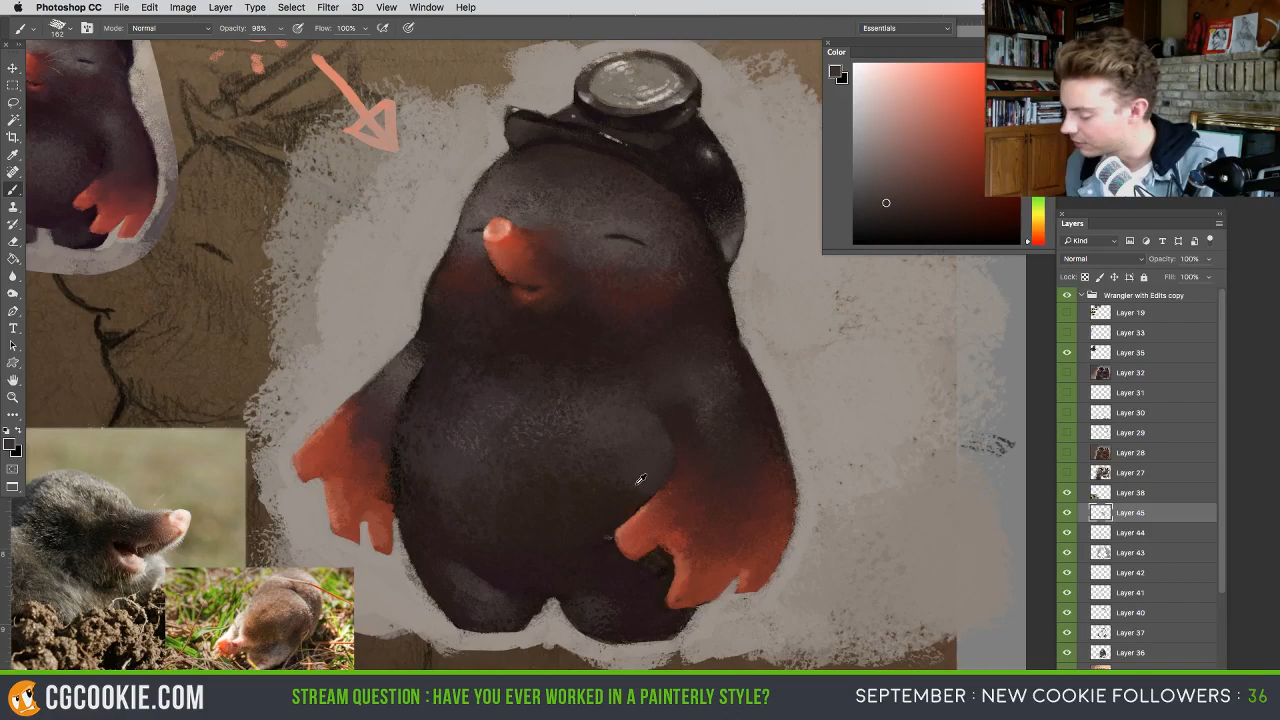 Photoshop CC File Edit Image Layer Type Select Filter 3D View Window Help
162 Mode: Normal Opacity: 98% Flow: 100% Essentials
Color
Layers
Kind
Normal Opacity: 100%
Lock: Fill: 100%
Wrangler with Edits copy
Layer 19
Layer 33
Layer 35
Layer 32
Layer 31
Layer 30
Layer 29
Layer 28
Layer 27
Layer 38
Layer 45
Layer 44
Layer 43
Layer 42
Layer 41
Layer 40
Layer 37
Layer 36
8
9
CGCOOKIE.COM STREAM QUESTION : HAVE YOU EVER WORKED IN A PAINTERLY STYLE? SEPTEMBER : NEW COOKIE FOLLOWERS : 36